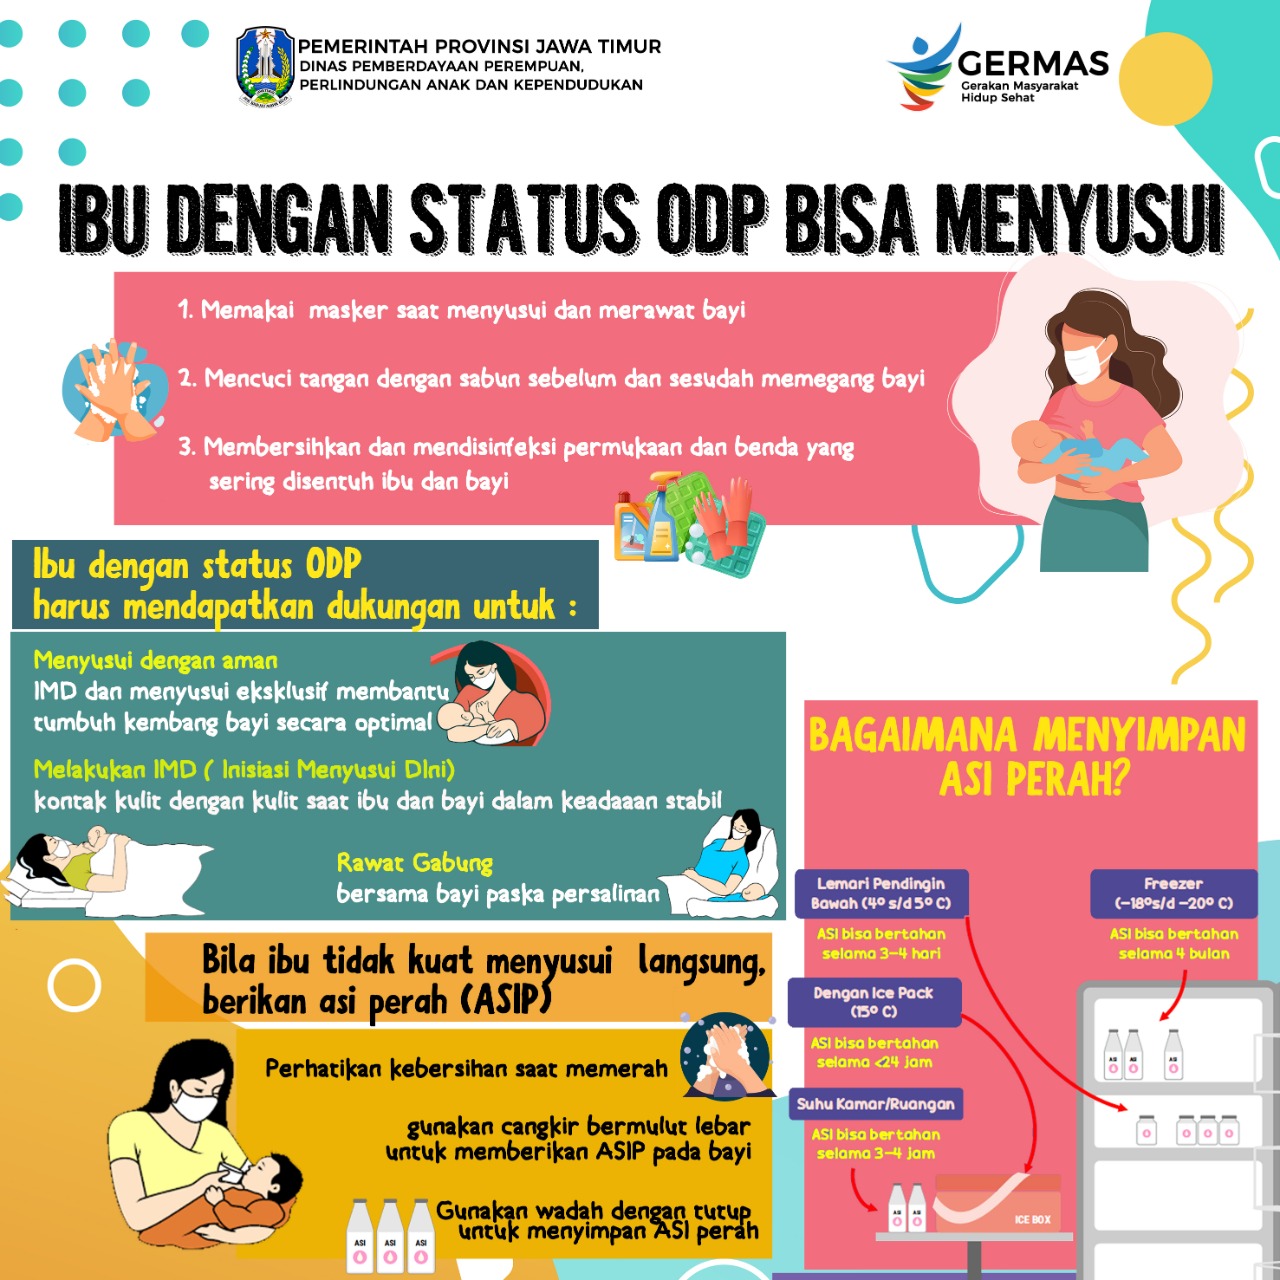 PEMERINTAH PROVINSI JAWA TIMUR
DINAS PEMBERDAYAAN PEREMPUAN,
PERLINDUNGAN ANAK DAN KEPENDUDUKAN
GERMAS
Gerakan Masyarakat
Hidup Sehat
IBU DENGAN STATUS ODP BISA MENYUSUI
1. Memakai masker saat menyusui dan merawat bayi
2. Mencuci tangan dengan sabun sebelum dan sesudah memegang bayi
3. Membersihkan dan mendisinfeksi permukaan dan benda yang
sering disentuh ibu dan bayi
Ibu dengan status ODP
harus mendapatkan dukungan untuk :
Menyusui dengan aman
IMD dan menyusui eksklusif membantu
tumbuh kembang bayi secara optimal
Melakukan IMD ( Inisiasi Menyusui DIni)
kontak kulit dengan kulit saat ibu dan bayi dalam keadaaan stabil
Rawat Gabung
bersama bayi paska persalinan
Bila ibu tidak kuat menyusui langsung,
berikan asi perah (ASIP)
Perhatikan kebersihan saat memerah
gunakan cangkir bermulut lebar
untuk memberikan ASIP pada bayi
Gunakan wadah dengan tutup
untuk menyimpan ASI perah
ASI ASI ASI
BAGAIMANA MENYIMPAN
ASI PERAH?
Lemari Pendingin
Bawah (4º s/d 5º C)
ASI bisa bertahan
selama 3-4 hari
Freezer
(-18ºs/d -20º C)
ASI bisa bertahan
selama 4 bulan
Dengan Ice Pack
(15º C)
ASI bisa bertahan
selama <24 jam
Suhu Kamar/Ruangan
ASI bisa bertahan
selama 3-4 jam
ASI ASI ASI
ASI ASI
ICE BOX